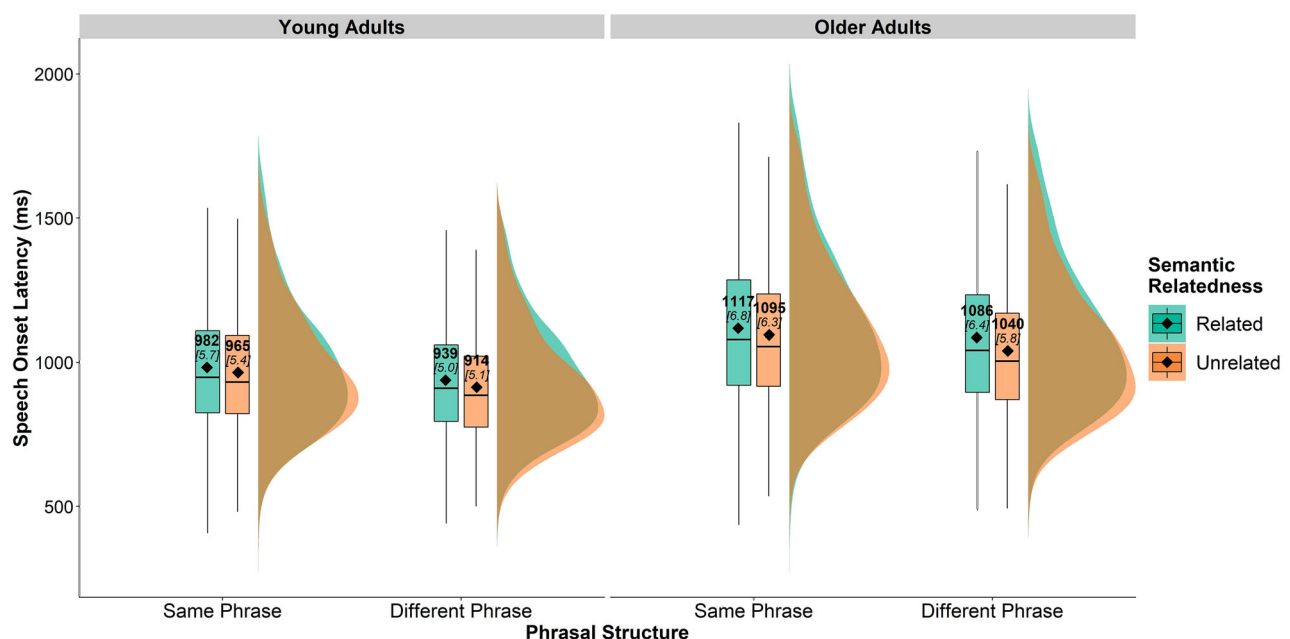 Young Adults
Older Adults
Speech Onset Latency (ms)
2000
1500
1000
500
982
[5.7]
965
[5.4]
939
[5.0]
914
[5.1]
1117
[6.8]
1095
[6.3]
1086
[6.4]
1040
[5.8]
Same Phrase
Different Phrase
Same Phrase
Different Phrase
Phrasal Structure
Semantic
Relatedness
Related
Unrelated